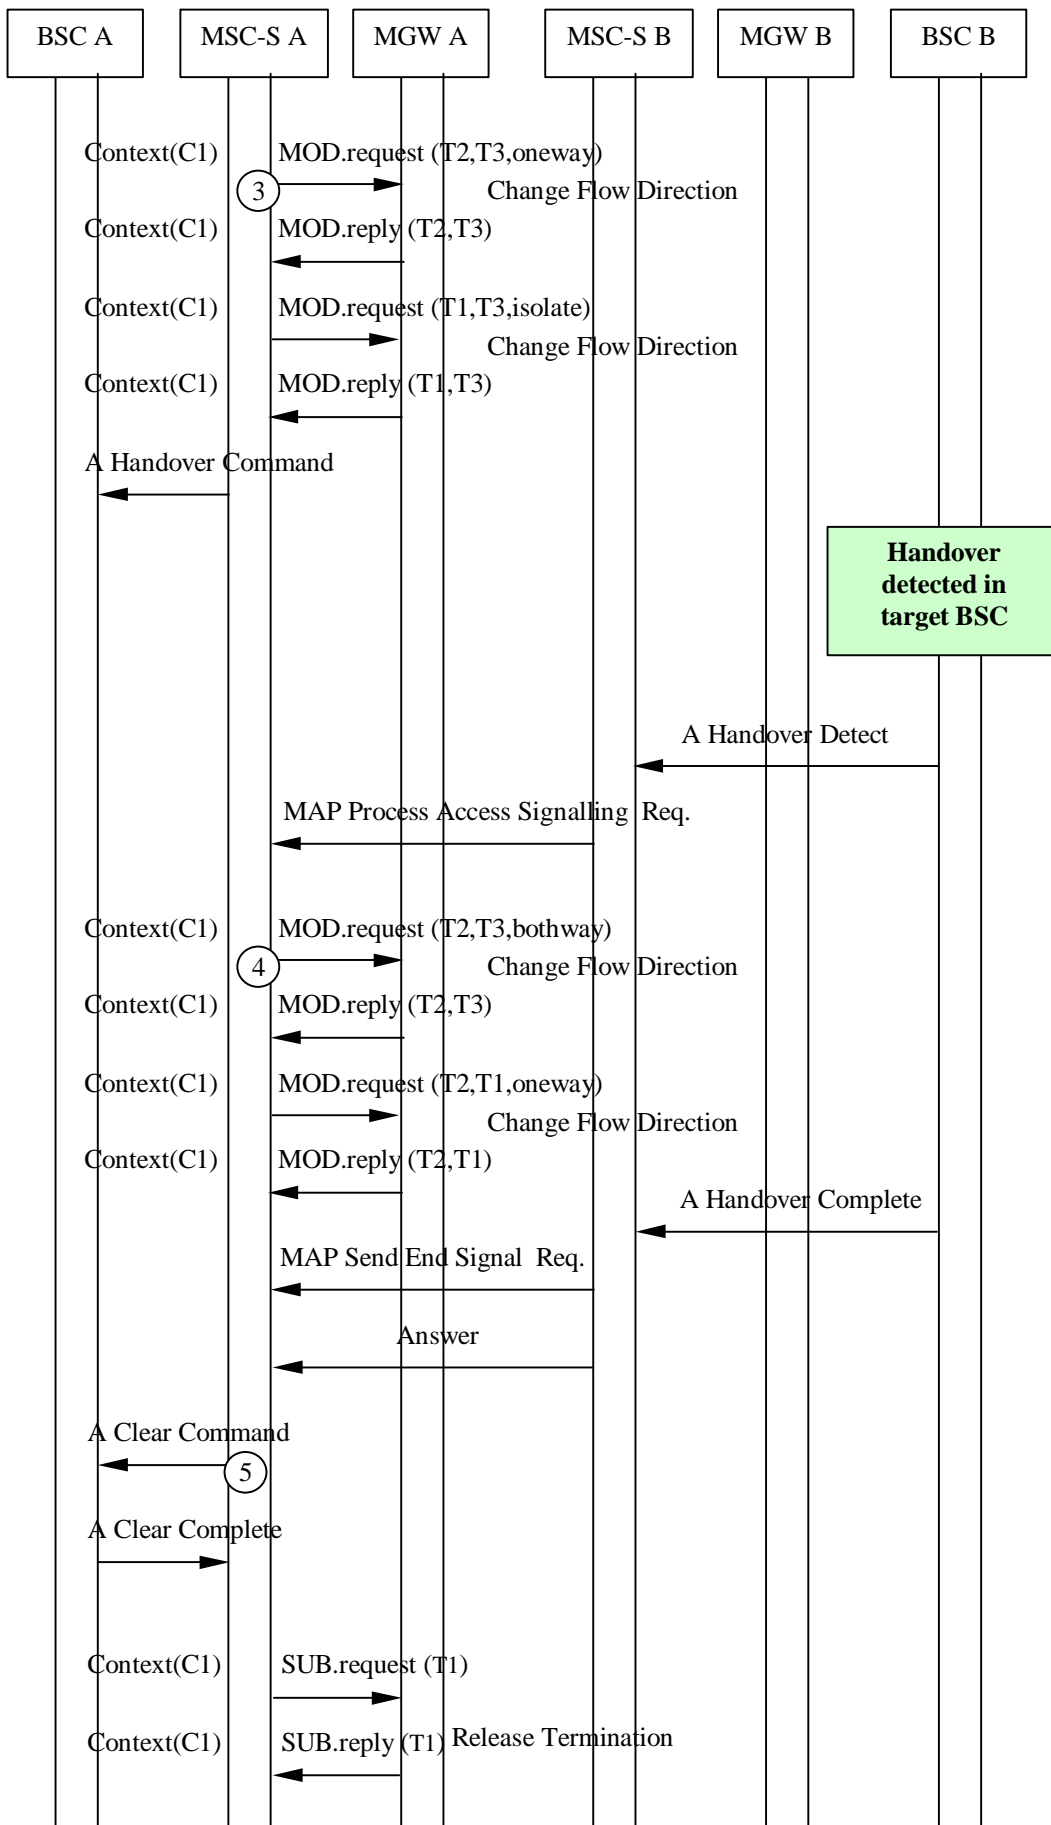 BSC A MSC-S A MGW A MSC-S B MGW B BSC B
Context(C1) MOD.request (T2,T3,oneway)
3 Change Flow Direction
Context(C1) MOD.reply (T2,T3)
Context(C1) MOD.request (T1,T3,isolate)
Change Flow Direction
Context(C1) MOD.reply (T1,T3)
A Handover Command
Handover
detected in
target BSC
A Handover Detect
MAP Process Access Signalling Req.
Context(C1) MOD.request (T2,T3,bothway)
4 Change Flow Direction
Context(C1) MOD.reply (T2,T3)
Context(C1) MOD.request (T2,T1,oneway)
Change Flow Direction
Context(C1) MOD.reply (T2,T1)
A Handover Complete
MAP Send End Signal Req.
Answer
A Clear Command
5
A Clear Complete
Context(C1) SUB.request (T1)
Context(C1) SUB.reply (T1) Release Termination